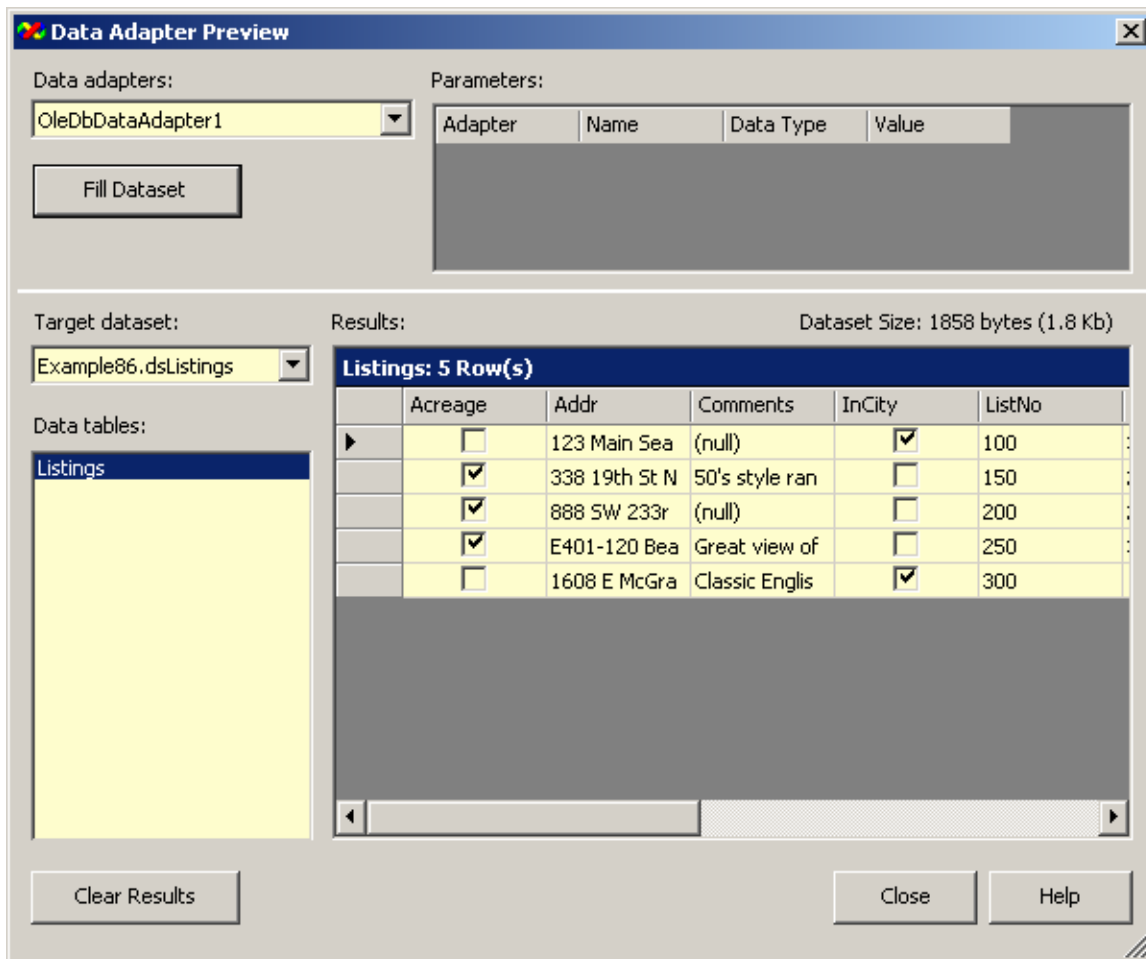 Data Adapter Preview
Data adapters:
Parameters:
OleDbDataAdapter1
Adapter Name Data Type Value
Fill Dataset
Target dataset:
Results:
Dataset Size: 1858 bytes (1.8 Kb)
Example86.dsListings
Listings: 5 Row(s)
Acreage Addr Comments InCity ListNo
Data tables:
Listings
123 Main Sea (null) 100
338 19th St N 50's style ran 150
888 SW 233r (null) 200
E401-120 Bea Great view of 250
1608 E McGra Classic Englis 300
Clear Results
Close
Help